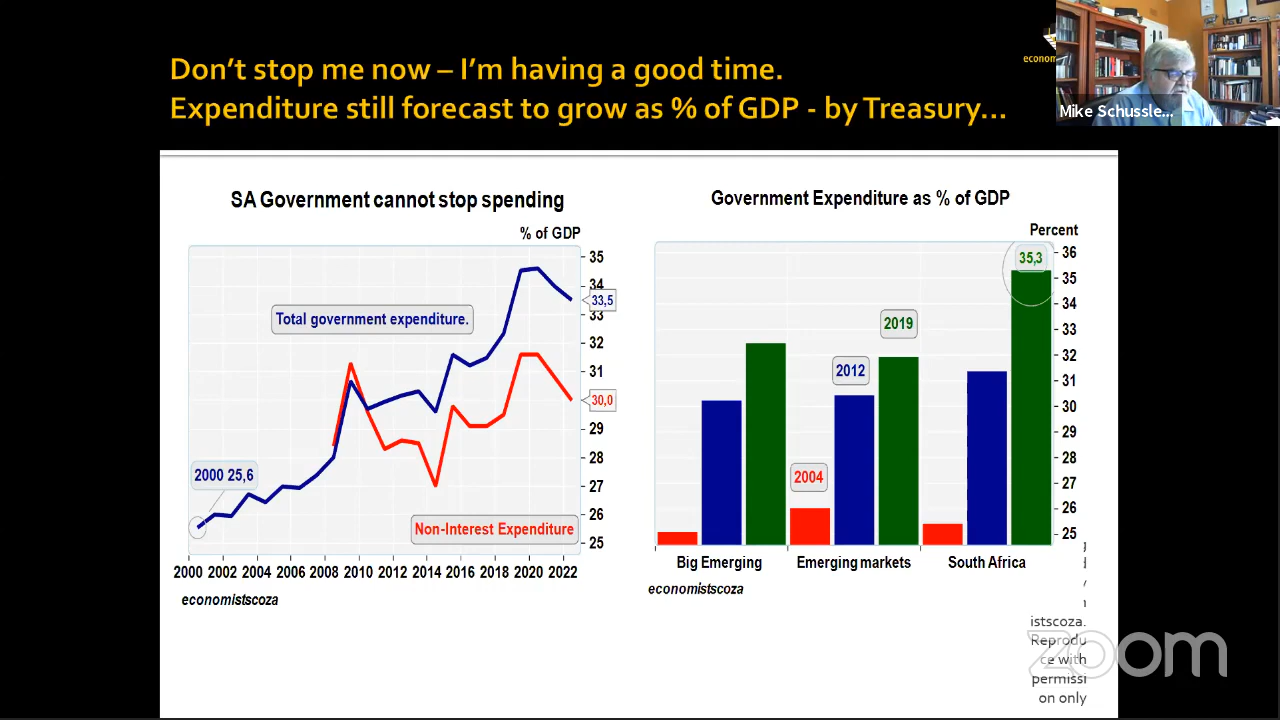 Don't stop me now – I'm having a good time.
Expenditure still forecast to grow as % of GDP - by Treasury...
econom
Mike Schussle...
SA Government cannot stop spending
% of GDP
35
34
33
32
31
29
28
27
26
25
33,5
30,0
Total government expenditure.
2000 25,6
Non-Interest Expenditure
2000 2002 2004 2006 2008 2010 2012 2014 2016 2018 2020 2022
economistscoza
Government Expenditure as % of GDP
Percent
36
35
34
33
32
31
30
29
28
27
26
25
35,3
2019
2012
2004
Big Emerging Emerging markets South Africa
economistscoza
istscoza.
Reprodu
ce with
permissi
on only
zoom